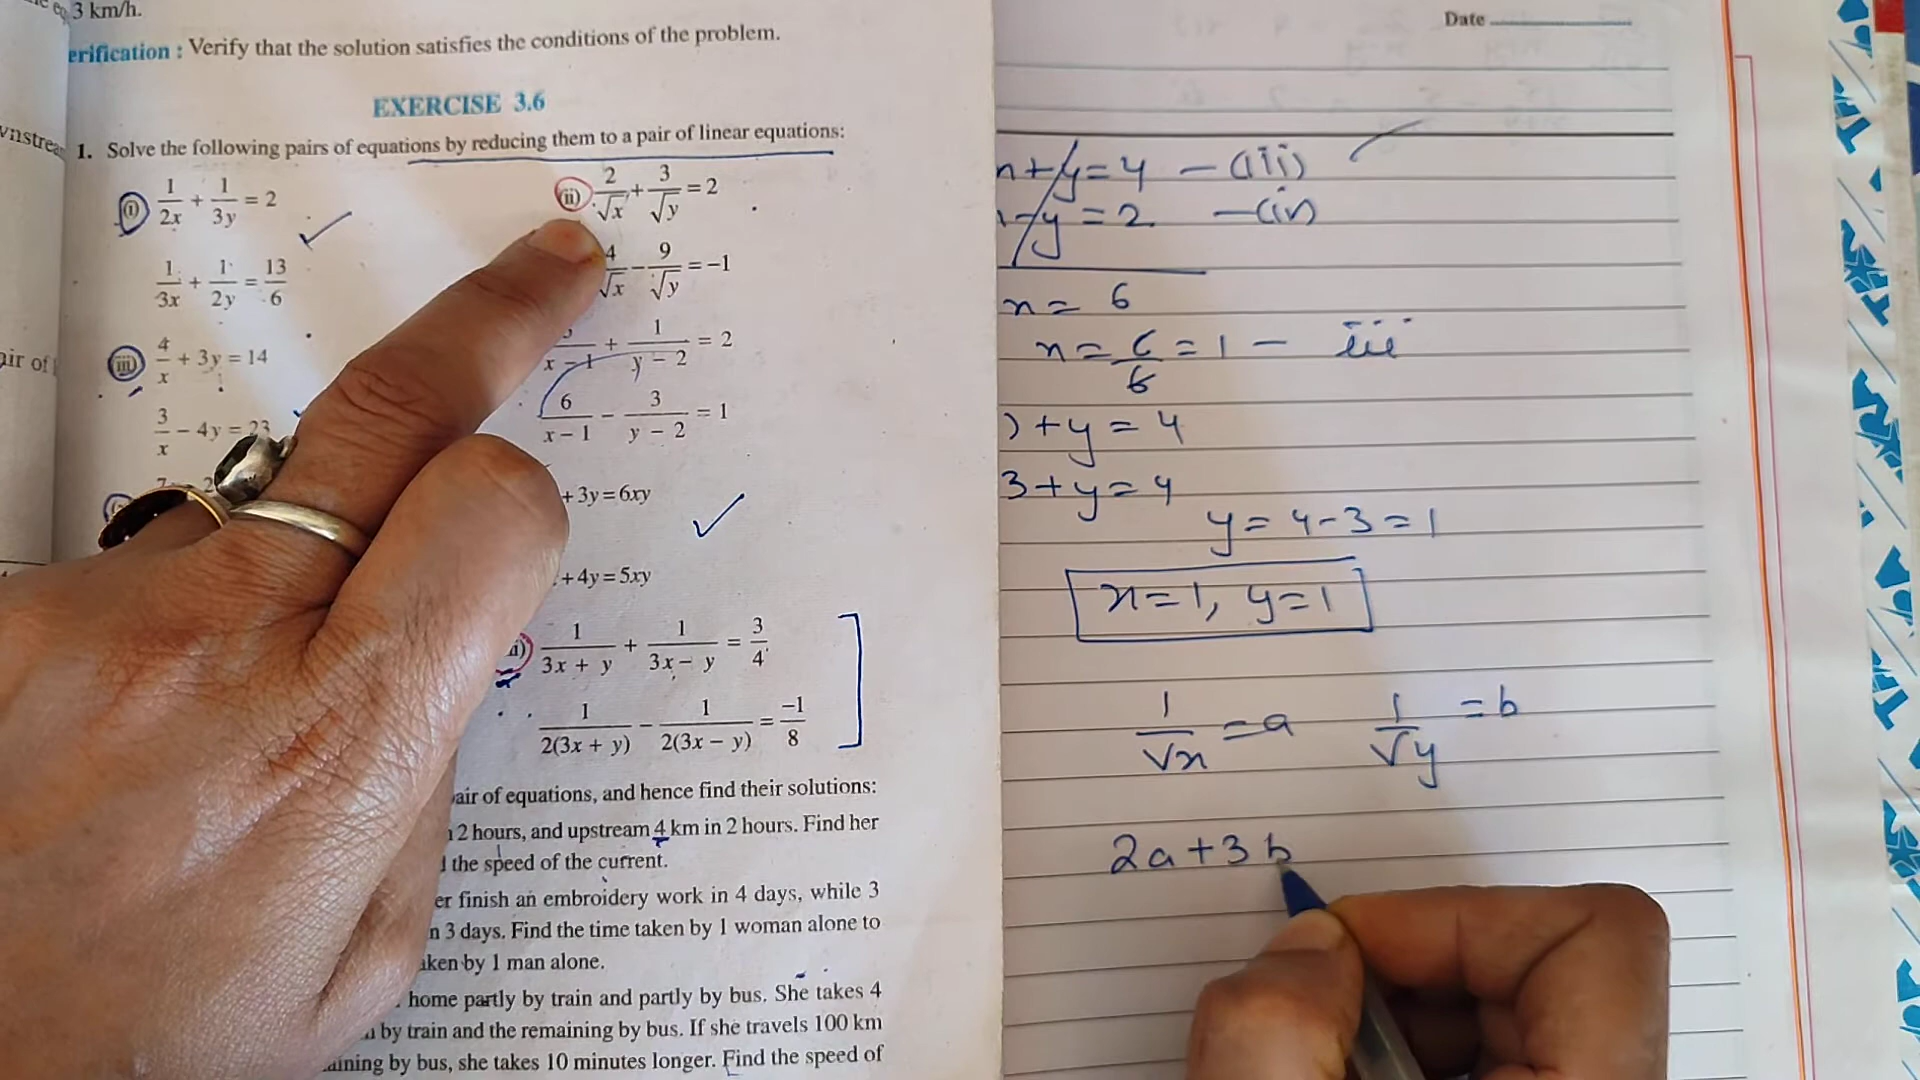 3 km/h.
erification : Verify that the solution satisfies the conditions of the problem.
EXERCISE 3.6
1. Solve the following pairs of equations by reducing them to a pair of linear equations:
(i) 1/2x + 1/3y = 2
1/3x + 1/2y = 13/6
(ii) 2/√x + 3/√y = 2
4/√x − 9/√y = −1
(iii) 4/x + 3y = 14
3/x − 4y = 23
/x − 1 + 1/y − 2 = 2
6/x − 1 − 3/y − 2 = 1
+ 3y = 6xy
+ 4y = 5xy
1/3x + y + 1/3x − y = 3/4
1/2(3x + y) − 1/2(3x − y) = −1/8
air of equations, and hence find their solutions:
2 hours, and upstream 4 km in 2 hours. Find her
the speed of the current.
er finish an embroidery work in 4 days, while 3
n 3 days. Find the time taken by 1 woman alone to
aken by 1 man alone.
home partly by train and partly by bus. She takes 4
by train and the remaining by bus. If she travels 100 km
aining by bus, she takes 10 minutes longer. Find the speed of
vnstrea
air of
Date
x + y = 4 — (iii)
− y = 2 — (iv)
x = 6
x = 6/6 = 1 — iii
) + y = 4
3 + y = 4
y = 4 − 3 = 1
x = 1, y = 1
1/√x = a 1/√y = b
2a + 3b